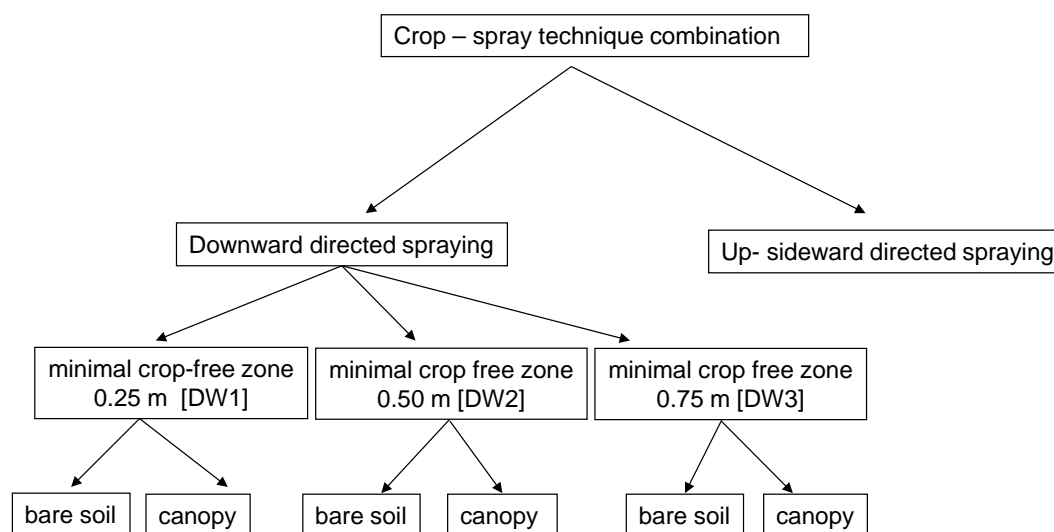 Crop – spray technique combination
Downward directed spraying
Up- sideward directed spraying
minimal crop-free zone
0.25 m [DW1]
minimal crop free zone
0.50 m [DW2]
minimal crop free zone
0.75 m [DW3]
bare soil
canopy
bare soil
canopy
bare soil
canopy